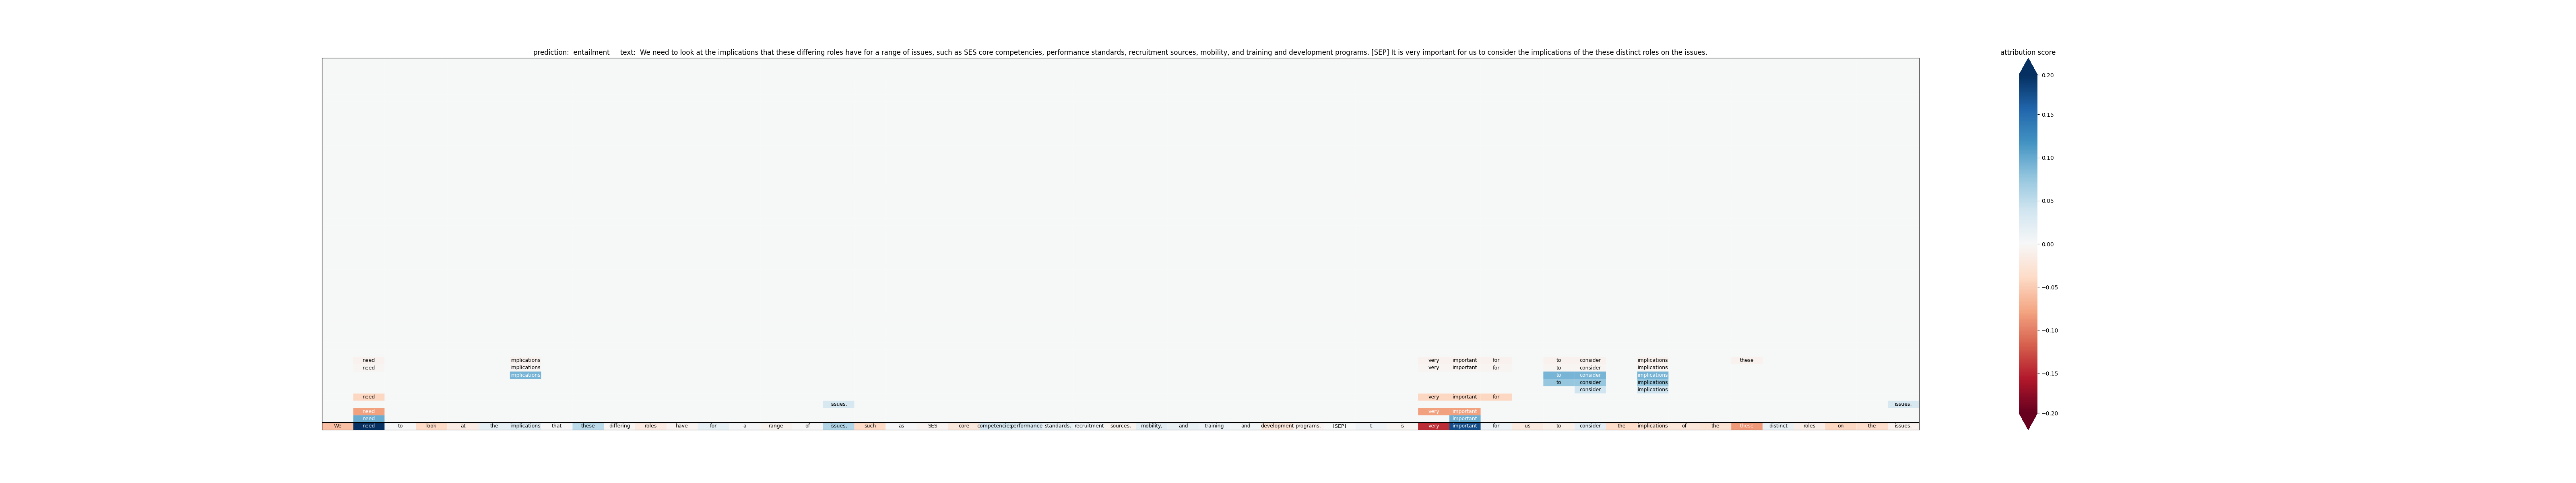 prediction:  entailment     text:  We need to look at the implications that these differing roles have for a range of issues, such as SES core competencies, performance standards, recruitment sources, mobility, and training and development programs. [SEP] It is very important for us to consider the implications of the these distinct roles on the issues.
attribution score
0.20
0.15
0.10
0.05
0.00
−0.05
−0.10
−0.15
−0.20
need implications very important for to consider implications these
need implications very important for to consider implications
implications to consider implications
to consider implications
consider implications
need very important for
issues, issues.
need very important
need important
We need to look at the implications that these differing roles have for a range of issues, such as SES core competencies, performance standards, recruitment sources, mobility, and training and development programs. [SEP] It is very important for us to consider the implications of the these distinct roles on the issues.